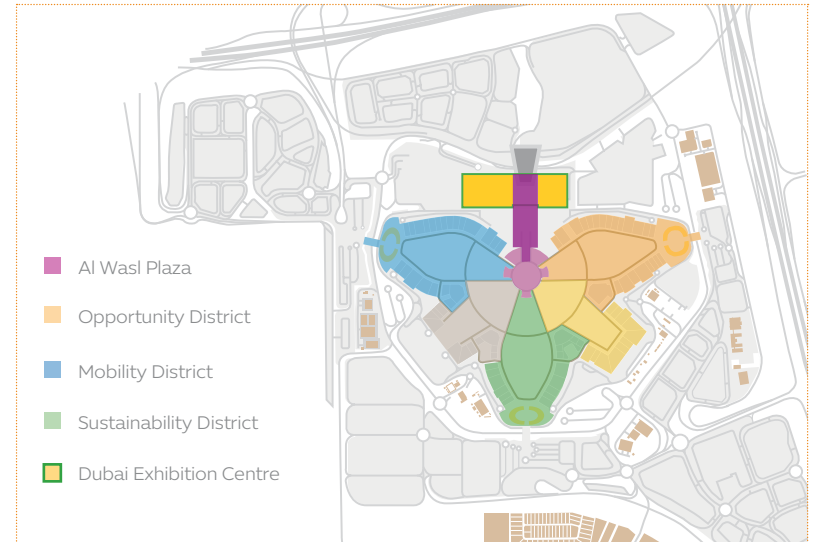 Al Wasl Plaza
Opportunity District
Mobility District
Sustainability District
Dubai Exhibition Centre